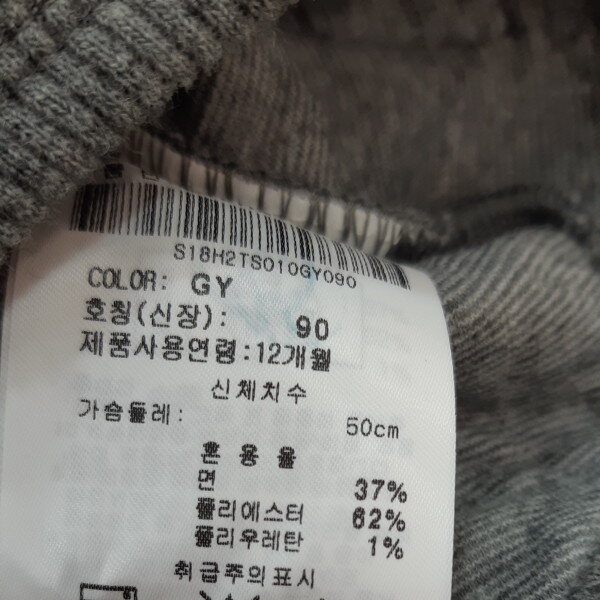 S18H2TS010GY090
COLOR: GY
호칭(신장): 90
제품사용연령:12개월
신체치수
가슴둘레: 50cm
혼 용 율
면 37%
폴리에스터 62%
폴리우레탄 1%
취급주의표시